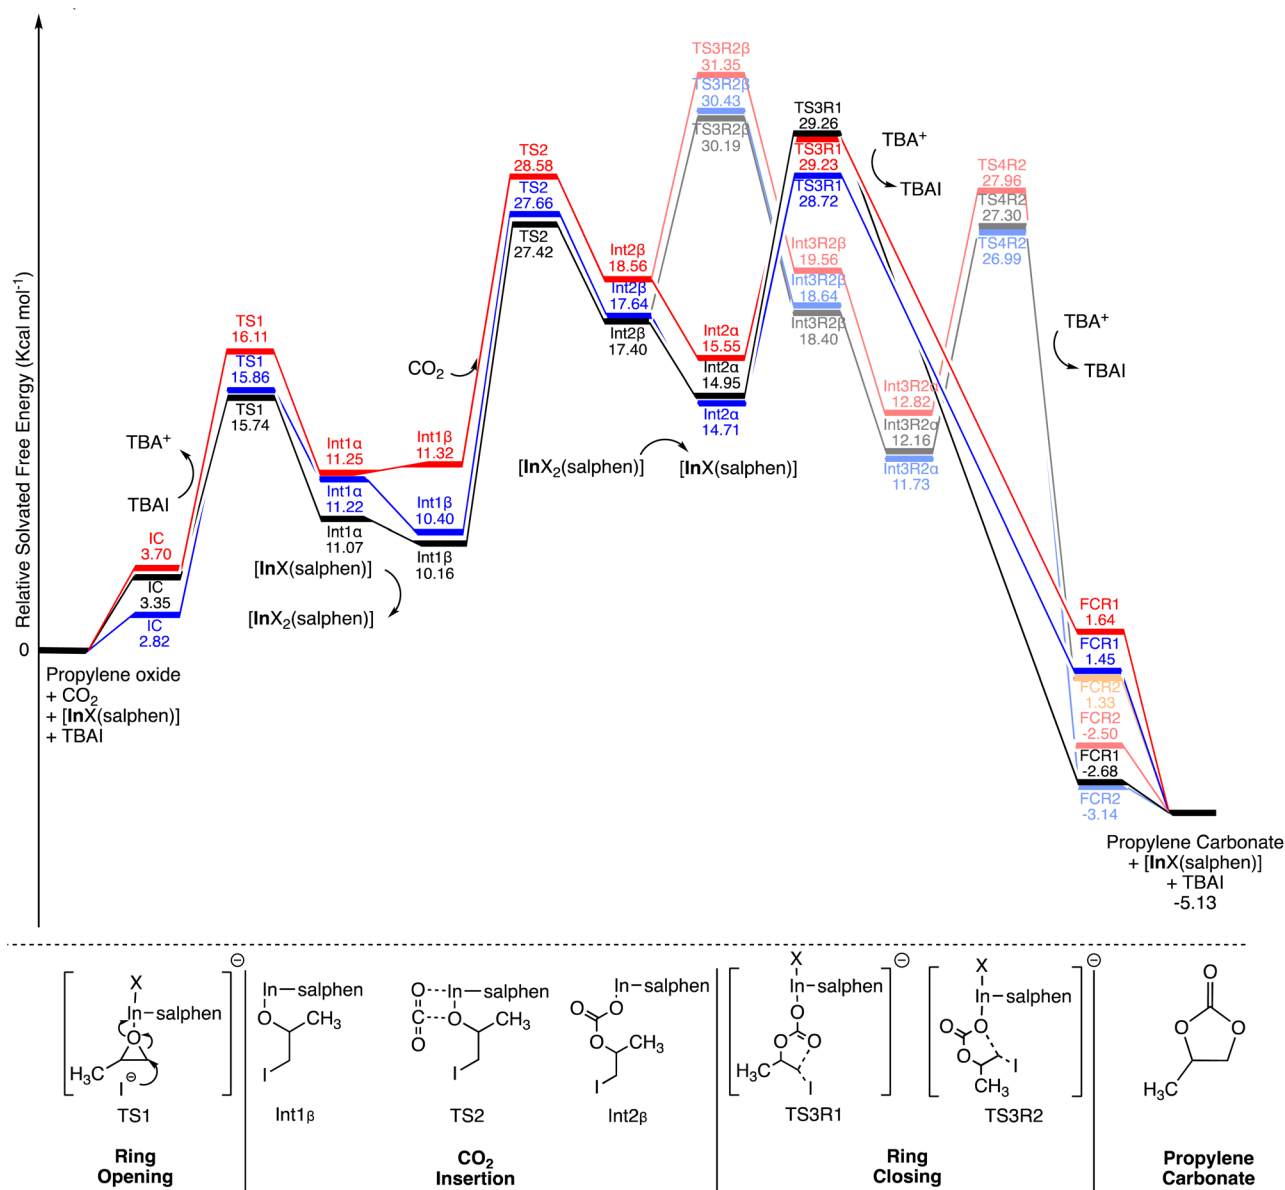 Relative Solvated Free Energy (Kcal mol⁻¹)
0
Propylene oxide
+ CO₂
+ [InX(salphen)]
+ TBAI
IC
3.70
IC
3.35
IC
2.82
TBA⁺
TBAI
TS1
16.11
TS1
15.86
TS1
15.74
Int1α
11.25
Int1α
11.22
Int1α
11.07
[InX(salphen)]
[InX₂(salphen)]
Int1β
11.32
Int1β
10.40
Int1β
10.16
CO₂
TS2
28.58
TS2
27.66
TS2
27.42
Int2β
18.56
Int2β
17.64
Int2β
17.40
[InX₂(salphen)]
[InX(salphen)]
TS3R2β
31.35
TS3R2β
30.43
TS3R2β
30.19
Int2α
15.55
Int2α
14.95
Int2α
14.71
TS3R1
29.26
TS3R1
29.23
TS3R1
28.72
TBA⁺
TBAI
Int3R2β
19.56
Int3R2β
18.64
Int3R2β
18.40
Int3R2α
12.82
Int3R2α
12.16
Int3R2α
11.73
TS4R2
27.96
TS4R2
27.30
TS4R2
26.99
TBA⁺
TBAI
FCR1
1.64
FCR1
1.45
FCR2
1.33
FCR2
-2.50
FCR1
-2.68
FCR2
-3.14
Propylene Carbonate
+ [InX(salphen)]
+ TBAI
-5.13
X
In salphen
O
H₃C
I⊖
⊖
TS1
Ring
Opening
In salphen
O
CH₃
I
Int1β
O In salphen
C O CH₃
O
I
TS2
CO₂
Insertion
In salphen
O O
O
CH₃
I
Int2β
X
In salphen
O
O O
H₃C
I
⊖
TS3R1
Ring
Closing
X
In salphen
O O
O
I
CH₃
⊖
TS3R2
O
O O
H₃C
Propylene
Carbonate